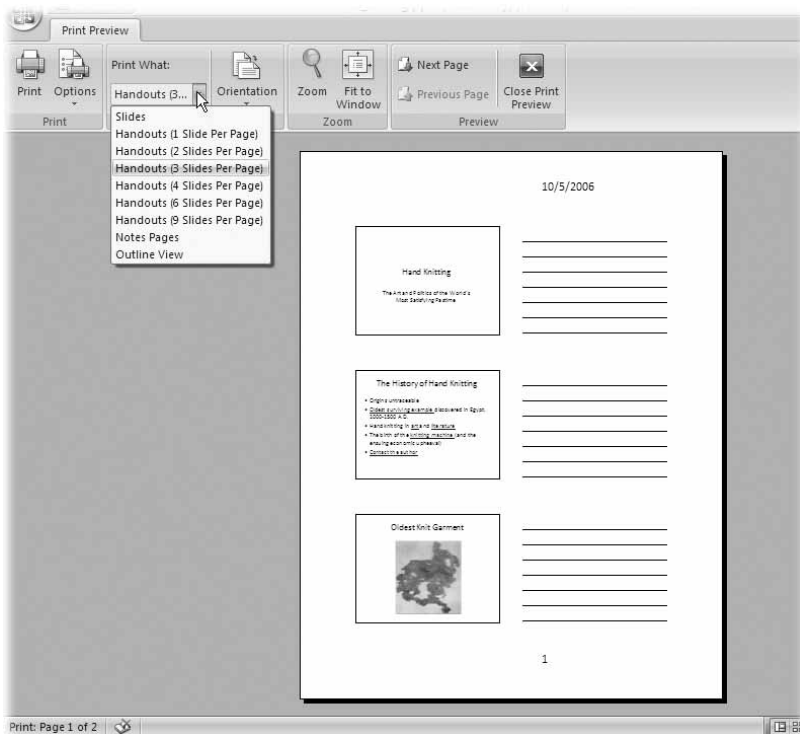 Print Preview
Print What:
Handouts (3...
Print
Options
Orientation
Zoom
Fit to
Window
Next Page
Previous Page
Close Print
Preview
Print
Zoom
Preview
Slides
Handouts (1 Slide Per Page)
Handouts (2 Slides Per Page)
Handouts (3 Slides Per Page)
Handouts (4 Slides Per Page)
Handouts (6 Slides Per Page)
Handouts (9 Slides Per Page)
Notes Pages
Outline View
10/5/2006
Hand Knitting
The Art and Politics of the World's
Most Satisfying Pastime
The History of Hand Knitting
• Origins untraceable
• Oldest surviving example discovered in Egypt,
A.D.
• Hand knitting in art and literature
• The birth of the knitting machine (and the
ensuing economic upheaval)
• Contact the author
Oldest Knit Garment
1
Print: Page 1 of 2